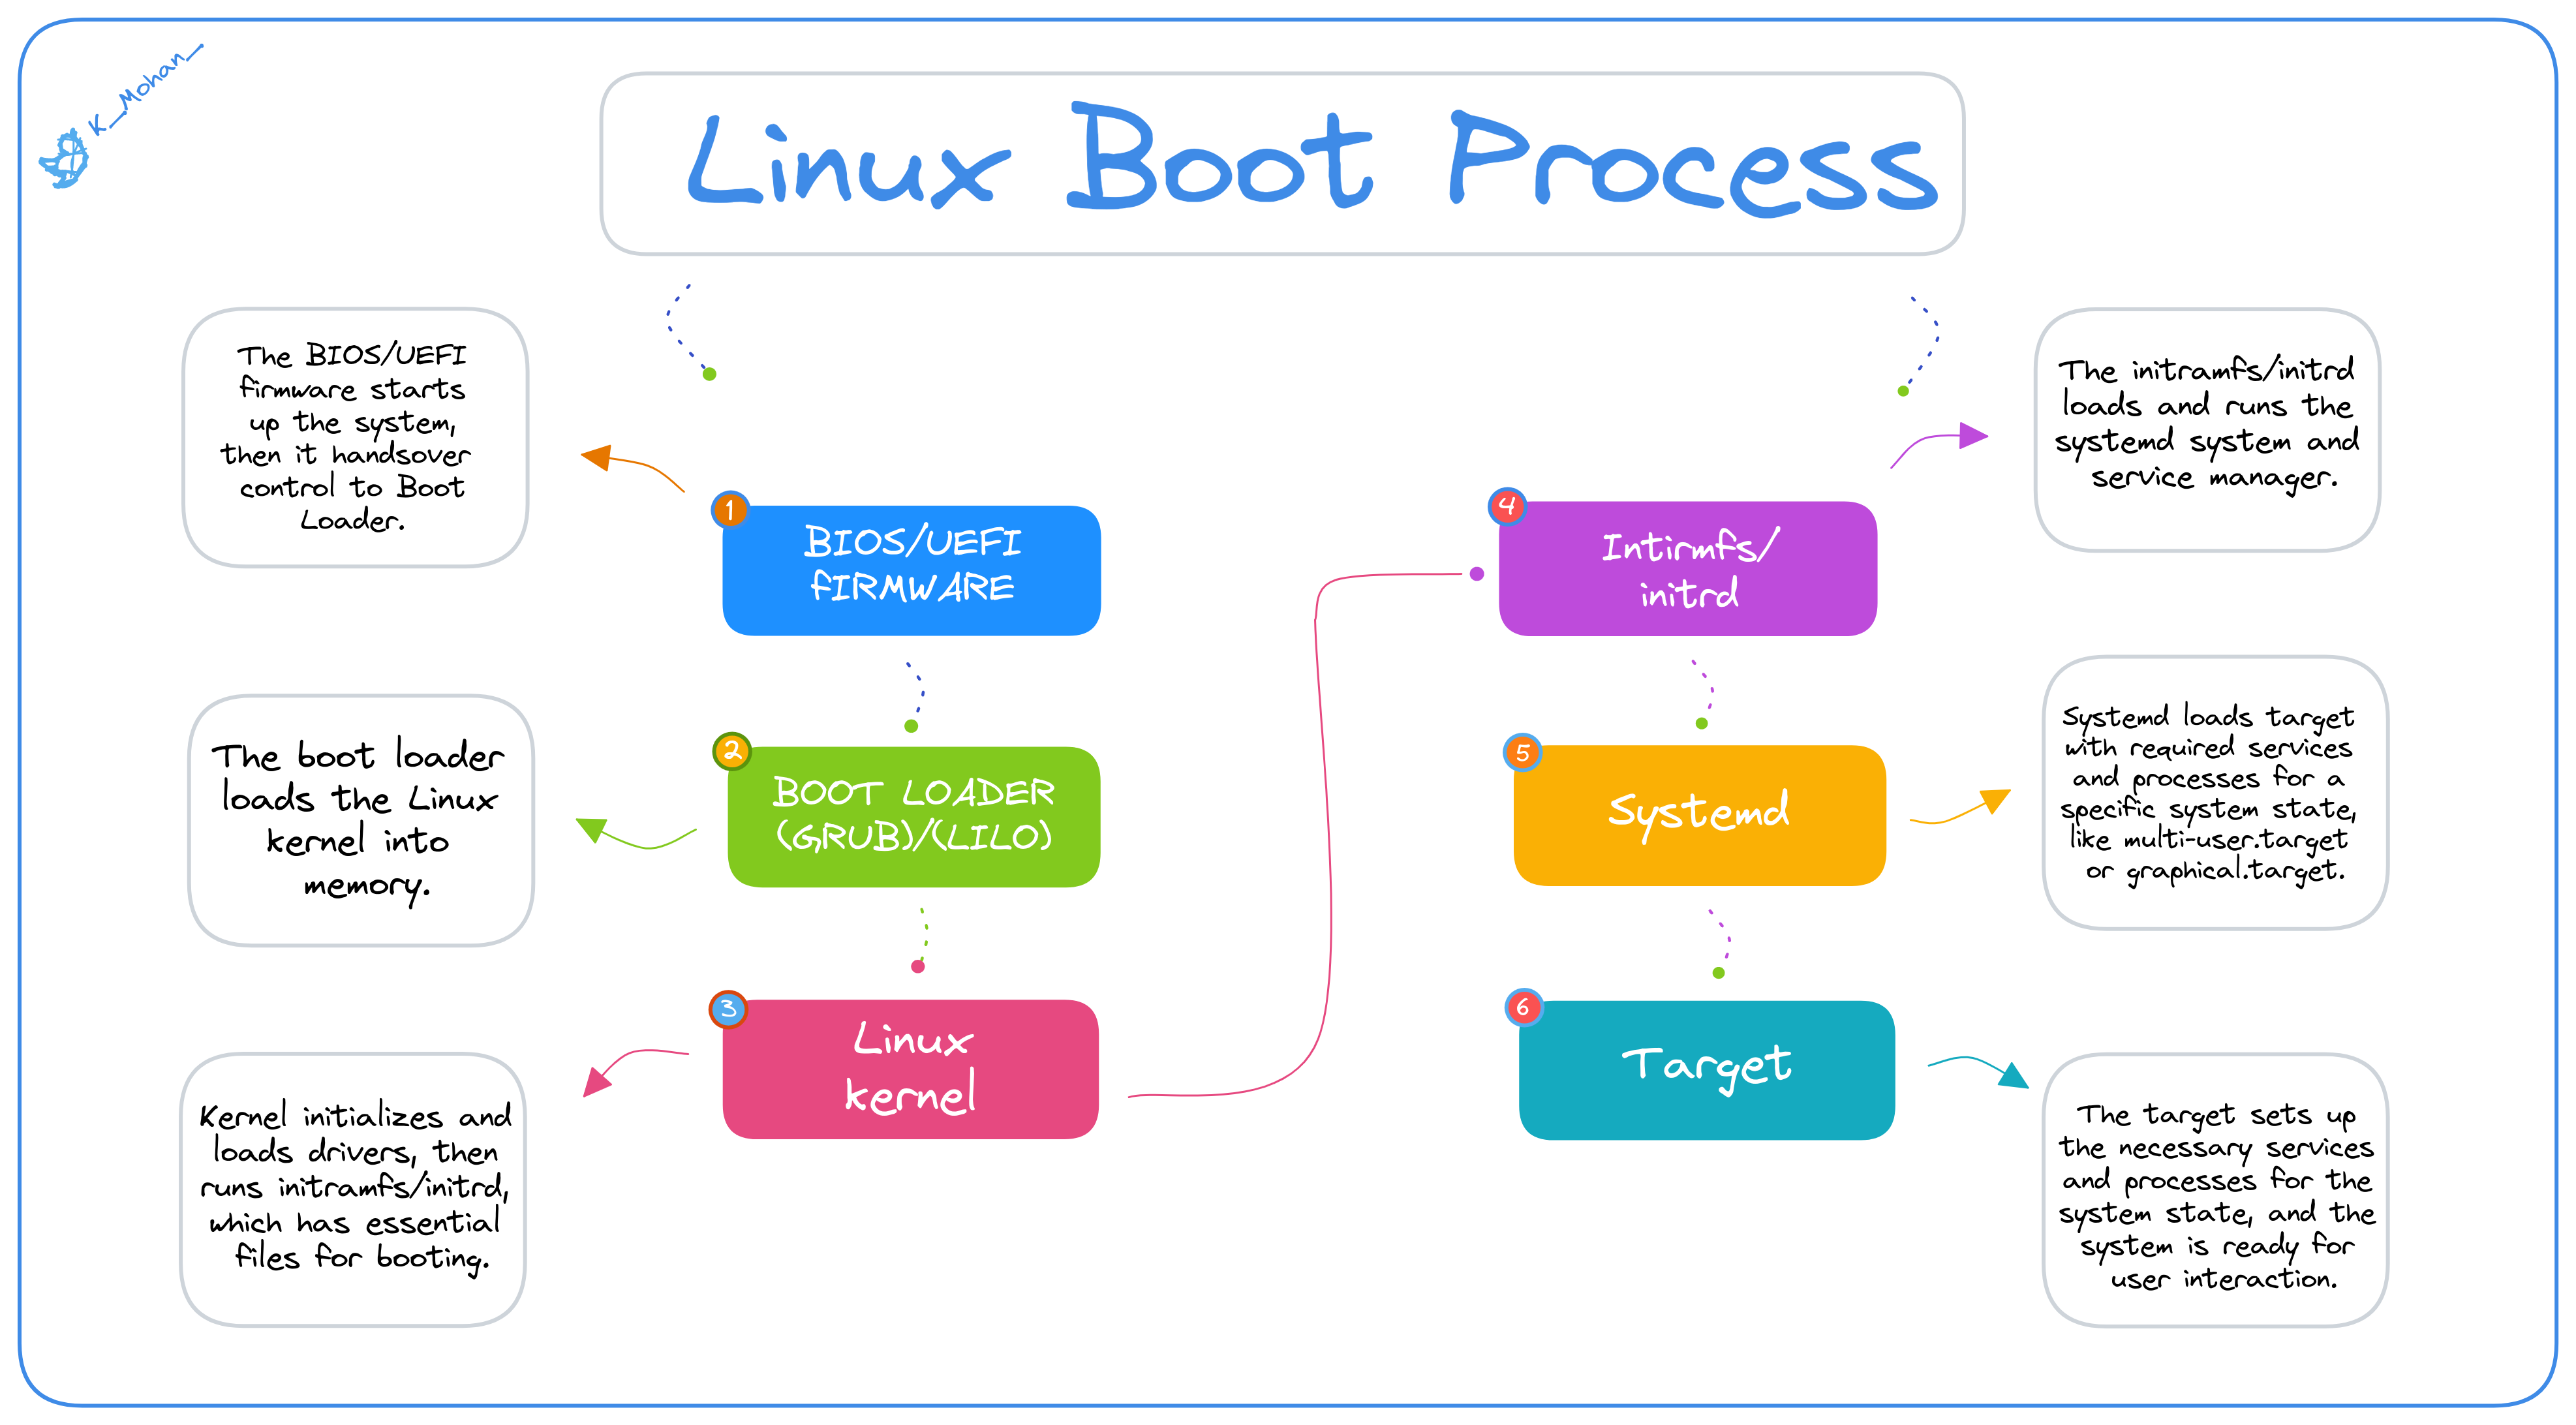 K__Mohan_
Linux Boot Process
The BIOS/UEFI
firmware starts
up the system,
then it handsover
control to Boot
Loader.
1
BIOS/UEFI
fIRMWARE
The boot loader
loads the Linux
kernel into
memory.
2
BOOT LOADER
(GRUB)/(LILO)
Kernel initializes and
loads drivers, then
runs initramfs/initrd,
which has essential
files for booting.
3
Linux
kernel
4
Intirmfs/
initrd
The initramfs/initrd
loads and runs the
systemd system and
service manager.
5
Systemd
Systemd loads target
with required services
and processes for a
specific system state,
like multi-user.target
or graphical.target.
6
Target
The target sets up
the necessary services
and processes for the
system state, and the
system is ready for
user interaction.